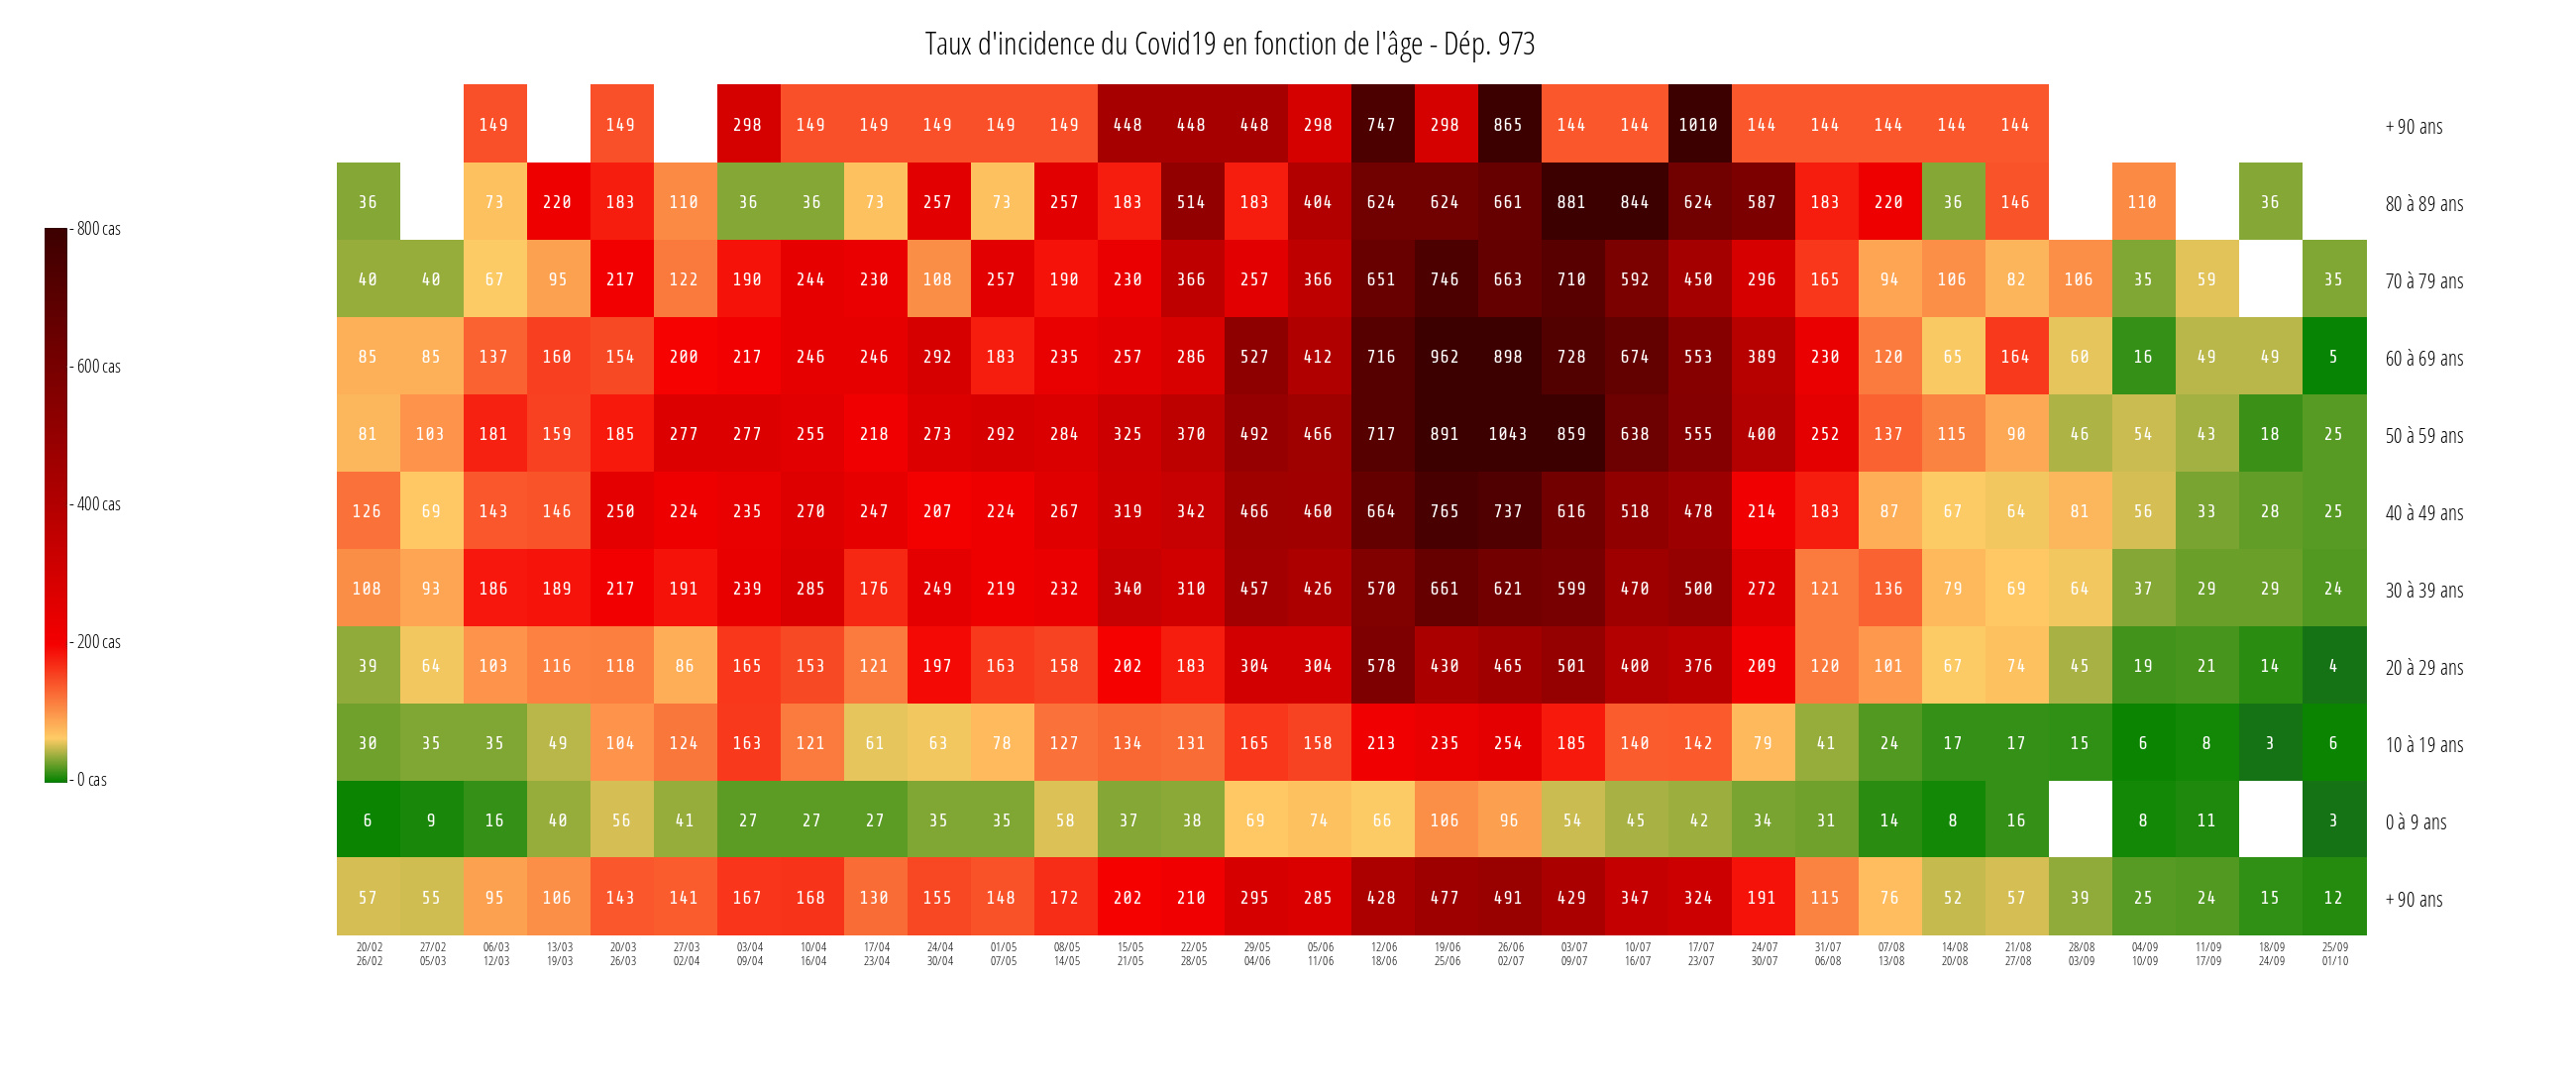 Taux d'incidence du Covid19 en fonction de l'âge - Dép. 973
- 800 cas
- 600 cas
- 400 cas
- 200 cas
- 0 cas
149 149 298 149 149 149 149 149 448 448 448 298 747 298 865 144 144 1010 144 144 144 144 144 + 90 ans
36 73 220 183 110 36 36 73 257 73 257 183 514 183 404 624 624 661 881 844 624 587 183 220 36 146 110 36 80 à 89 ans
40 40 67 95 217 122 190 244 230 108 257 190 230 366 257 366 651 746 663 710 592 450 296 165 94 106 82 106 35 59 35 70 à 79 ans
85 85 137 160 154 200 217 246 246 292 183 235 257 286 527 412 716 962 898 728 674 553 389 230 120 65 164 60 16 49 49 5 60 à 69 ans
81 103 181 159 185 277 277 255 218 273 292 284 325 370 492 466 717 891 1043 859 638 555 400 252 137 115 90 46 54 43 18 25 50 à 59 ans
126 69 143 146 250 224 235 270 247 207 224 267 319 342 466 460 664 765 737 616 518 478 214 183 87 67 64 81 56 33 28 25 40 à 49 ans
108 93 186 189 217 191 239 285 176 249 219 232 340 310 457 426 570 661 621 599 470 500 272 121 136 79 69 64 37 29 29 24 30 à 39 ans
39 64 103 116 118 86 165 153 121 197 163 158 202 183 304 304 578 430 465 501 400 376 209 120 101 67 74 45 19 21 14 4 20 à 29 ans
30 35 35 49 104 124 163 121 61 63 78 127 134 131 165 158 213 235 254 185 140 142 79 41 24 17 17 15 6 8 3 6 10 à 19 ans
6 9 16 40 56 41 27 27 27 35 35 58 37 38 69 74 66 106 96 54 45 42 34 31 14 8 16 8 11 3 0 à 9 ans
57 55 95 106 143 141 167 168 130 155 148 172 202 210 295 285 428 477 491 429 347 324 191 115 76 52 57 39 25 24 15 12 + 90 ans
20/02 27/02 06/03 13/03 20/03 27/03 03/04 10/04 17/04 24/04 01/05 08/05 15/05 22/05 29/05 05/06 12/06 19/06 26/06 03/07 10/07 17/07 24/07 31/07 07/08 14/08 21/08 28/08 04/09 11/09 18/09 25/09
26/02 05/03 12/03 19/03 26/03 02/04 09/04 16/04 23/04 30/04 07/05 14/05 21/05 28/05 04/06 11/06 18/06 25/06 02/07 09/07 16/07 23/07 30/07 06/08 13/08 20/08 27/08 03/09 10/09 17/09 24/09 01/10